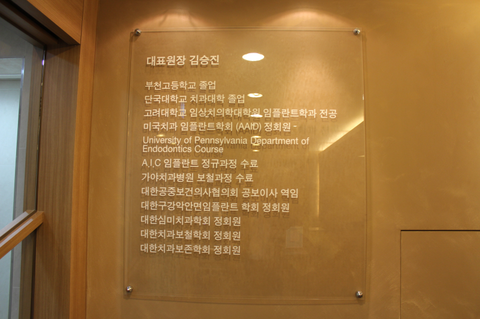 대표원장 김승진
부천고등학교 졸업
단국대학교 치과대학 졸업
고려대학교 임상치의학대학원 임플란트학과 전공
미국치과 임플란트학회 (AAID) 정회원
University of Pennsylvania Department of
Endodontics Course
A.I.C 임플란트 정규과정 수료
가야치과병원 보철과정 수료
대한공중보건의사협의회 공보이사 역임
대한구강악안면임플란트 학회 정회원
대한심미치과학회 정회원
대한치과보철학회 정회원
대한치과보존학회 정회원